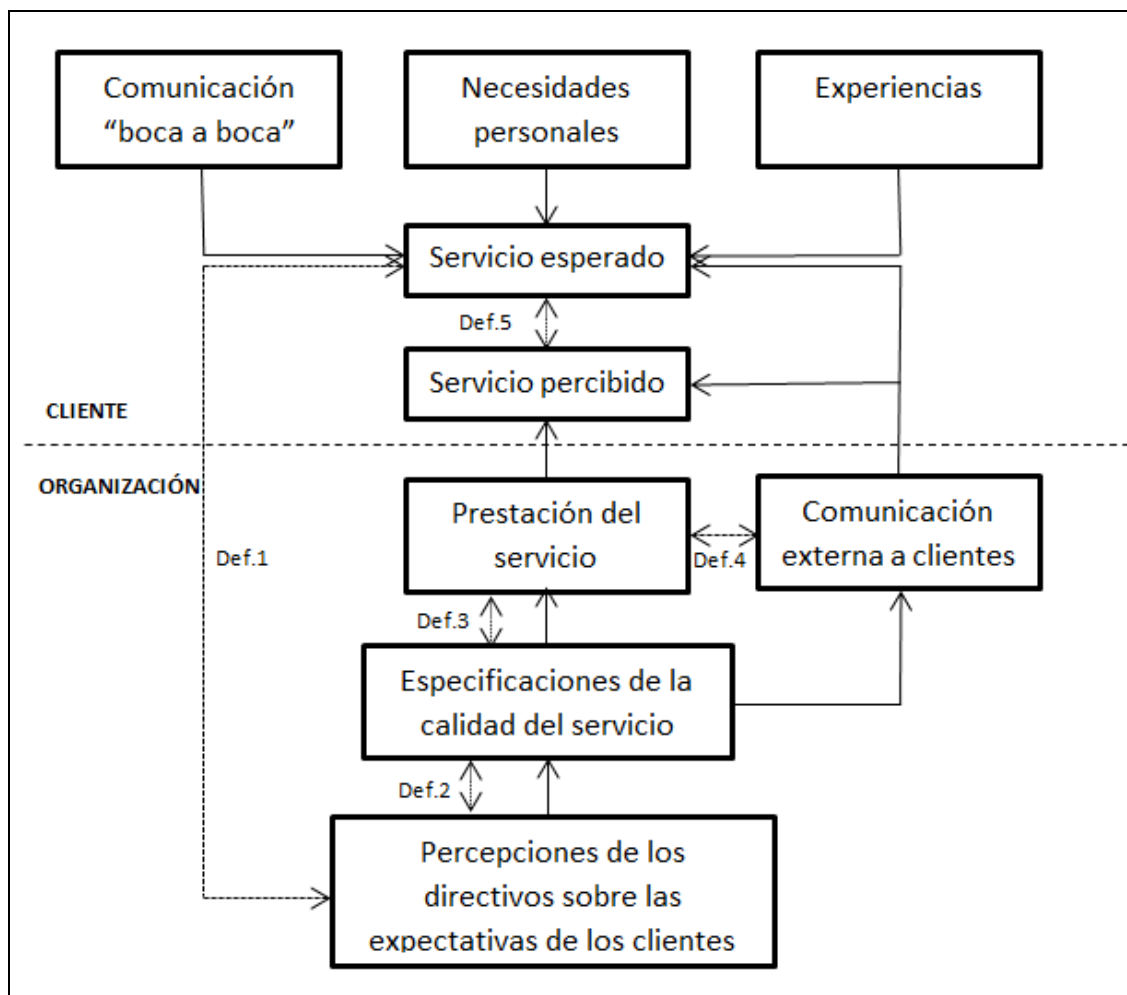 Comunicación
“boca a boca”
Necesidades
personales
Experiencias
Servicio esperado
Def.5
Servicio percibido
CLIENTE
ORGANIZACIÓN
Prestación del
servicio
Comunicación
externa a clientes
Def.4
Def.1
Def.3
Especificaciones de la
calidad del servicio
Def.2
Percepciones de los
directivos sobre las
expectativas de los clientes